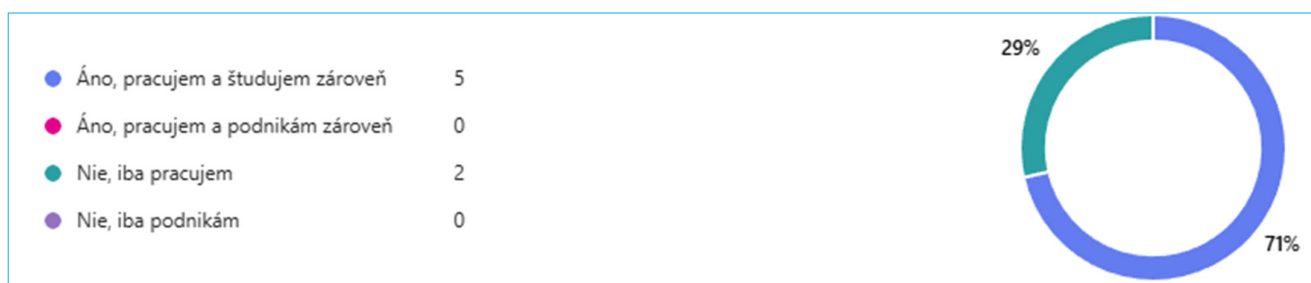 Áno, pracujem a študujem zároveň 5
Áno, pracujem a podnikám zároveň 0
Nie, iba pracujem 2
Nie, iba podnikám 0
29%
71%